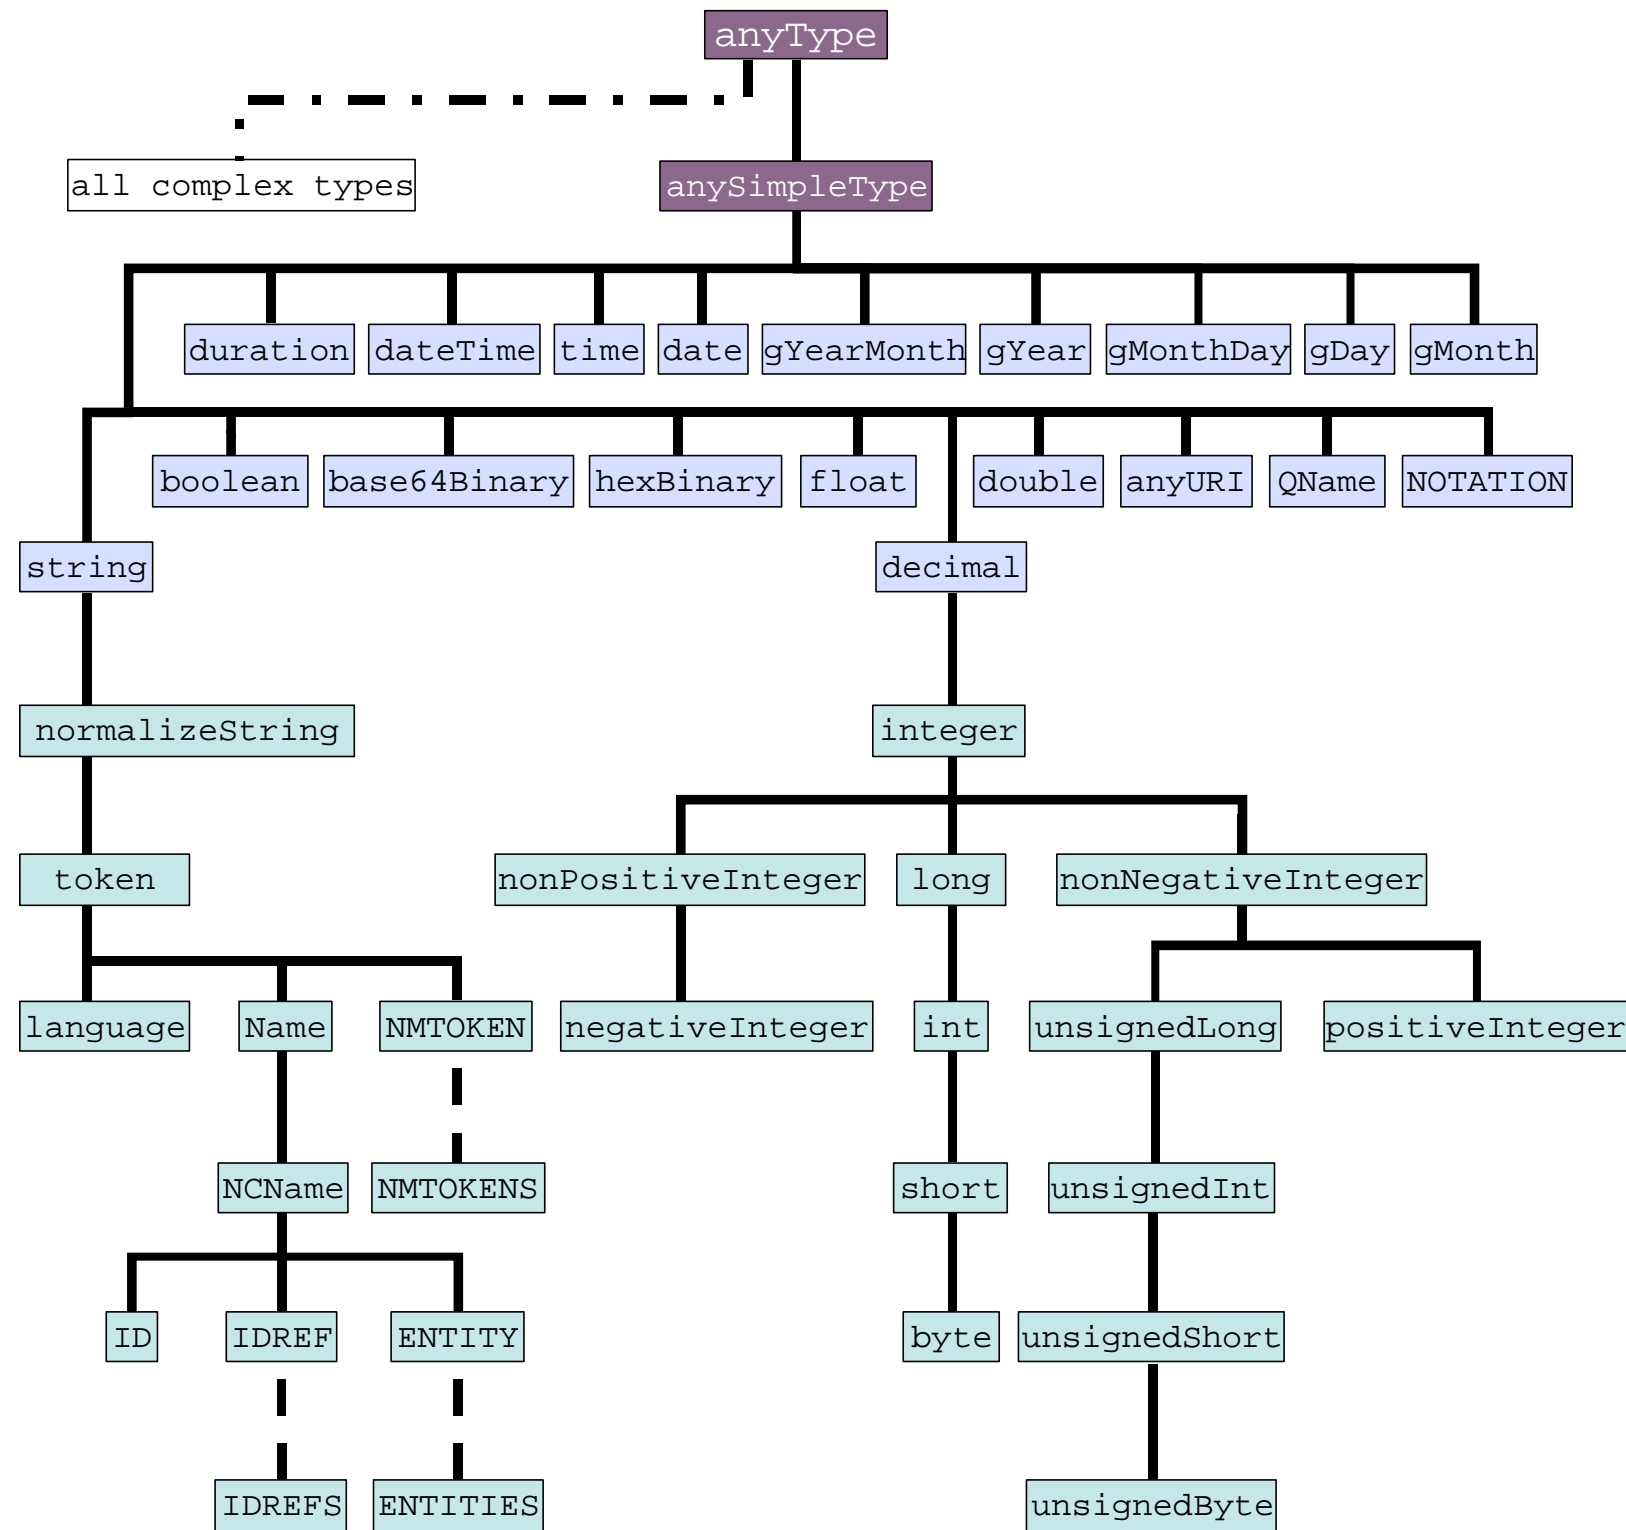 anyType
all complex types
anySimpleType
duration
dateTime
time
date
gYearMonth
gYear
gMonthDay
gDay
gMonth
boolean
base64Binary
hexBinary
float
double
anyURI
QName
NOTATION
string
decimal
normalizeString
integer
token
nonPositiveInteger
long
nonNegativeInteger
language
Name
NMTOKEN
negativeInteger
int
unsignedLong
positiveInteger
NCName
NMTOKENS
short
unsignedInt
ID
IDREF
ENTITY
byte
unsignedShort
IDREFS
ENTITIES
unsignedByte